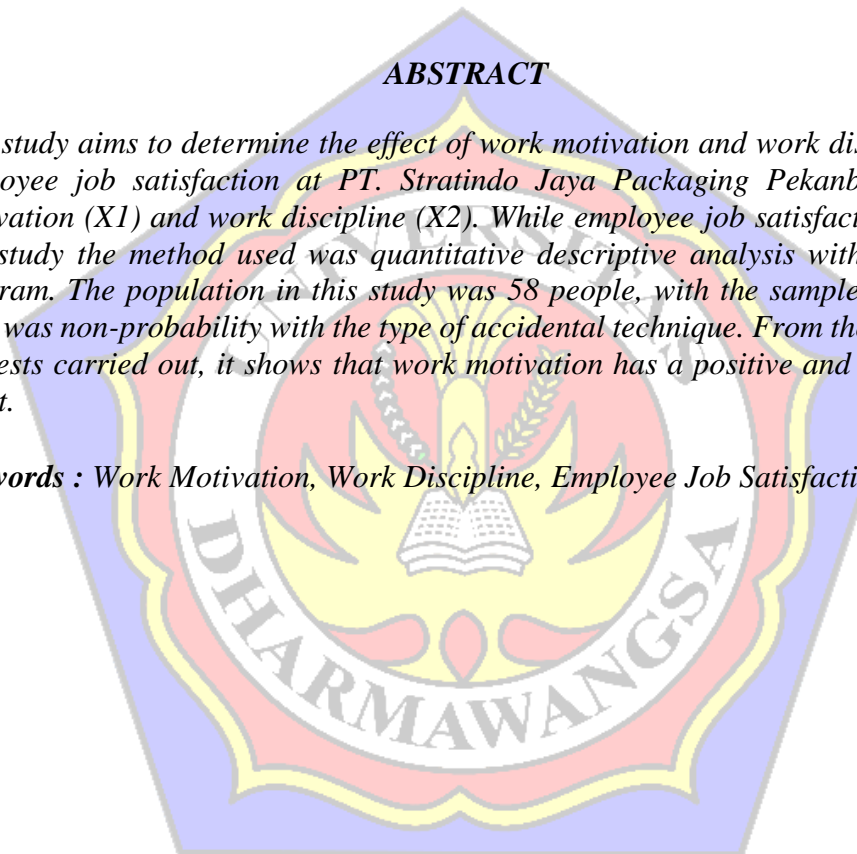 ABSTRACT
study aims to determine the effect of work motivation and work dis
oyee job satisfaction at PT. Stratindo Jaya Packaging Pekanb
vation (X1) and work discipline (X2). While employee job satisfact
study the method used was quantitative descriptive analysis with
ram. The population in this study was 58 people, with the sample
was non-probability with the type of accidental technique. From th
ests carried out, it shows that work motivation has a positive and
t.
words : Work Motivation, Work Discipline, Employee Job Satisfacti
UNIVERSITAS
DHARMAWANGSA